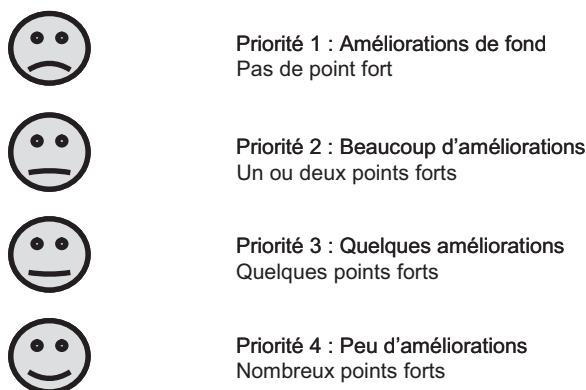 Priorité 1 : Améliorations de fond
Pas de point fort
Priorité 2 : Beaucoup d’améliorations
Un ou deux points forts
Priorité 3 : Quelques améliorations
Quelques points forts
Priorité 4 : Peu d’améliorations
Nombreux points forts